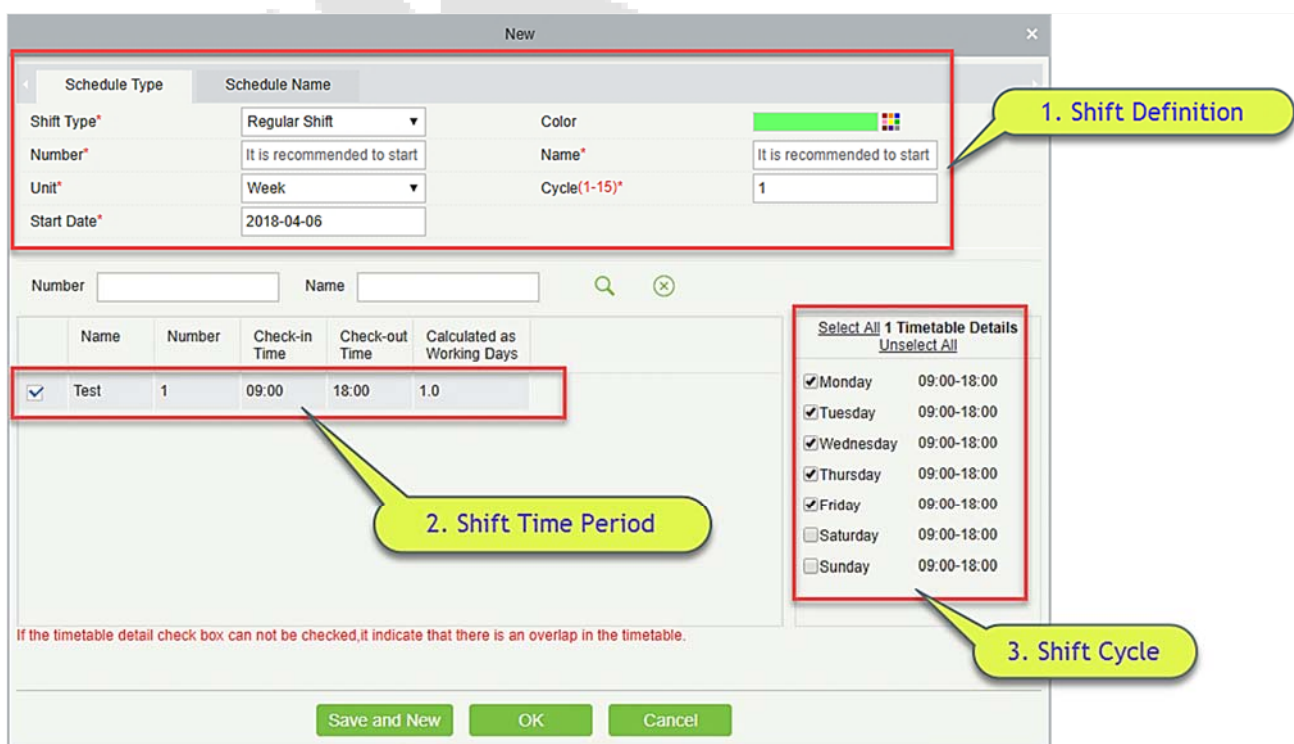 New
Schedule Type Schedule Name
Shift Type* Regular Shift Color
Number* It is recommended to start Name* It is recommended to start
Unit* Week Cycle(1-15)* 1
Start Date* 2018-04-06
1. Shift Definition
Number Name
Name Number Check-in Time Check-out Time Calculated as Working Days
Test 1 09:00 18:00 1.0
2. Shift Time Period
Select All 1 Timetable Details
Unselect All
Monday 09:00-18:00
Tuesday 09:00-18:00
Wednesday 09:00-18:00
Thursday 09:00-18:00
Friday 09:00-18:00
Saturday 09:00-18:00
Sunday 09:00-18:00
3. Shift Cycle
If the timetable detail check box can not be checked,it indicate that there is an overlap in the timetable.
Save and New OK Cancel